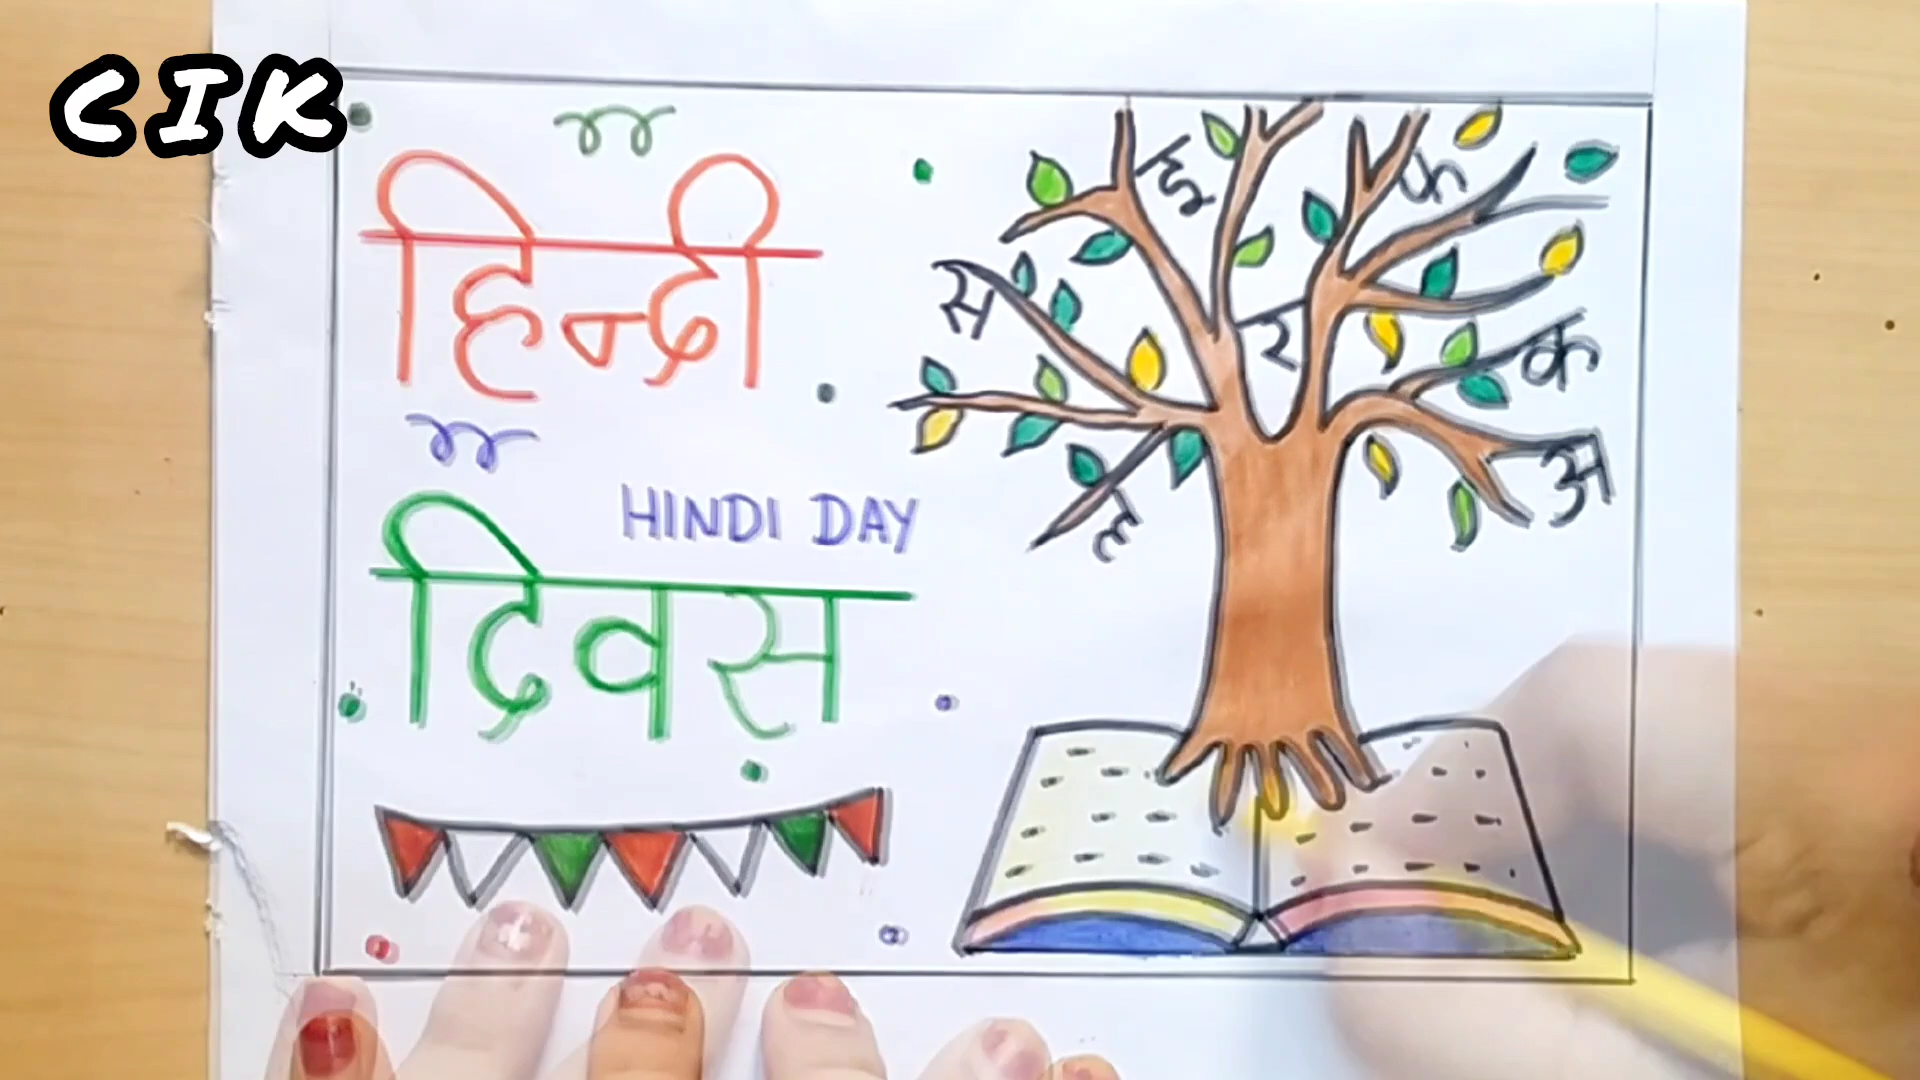 CIK
हिन्दी
HINDI DAY
दिवस
ड
फ
स
र
क
अ
ह